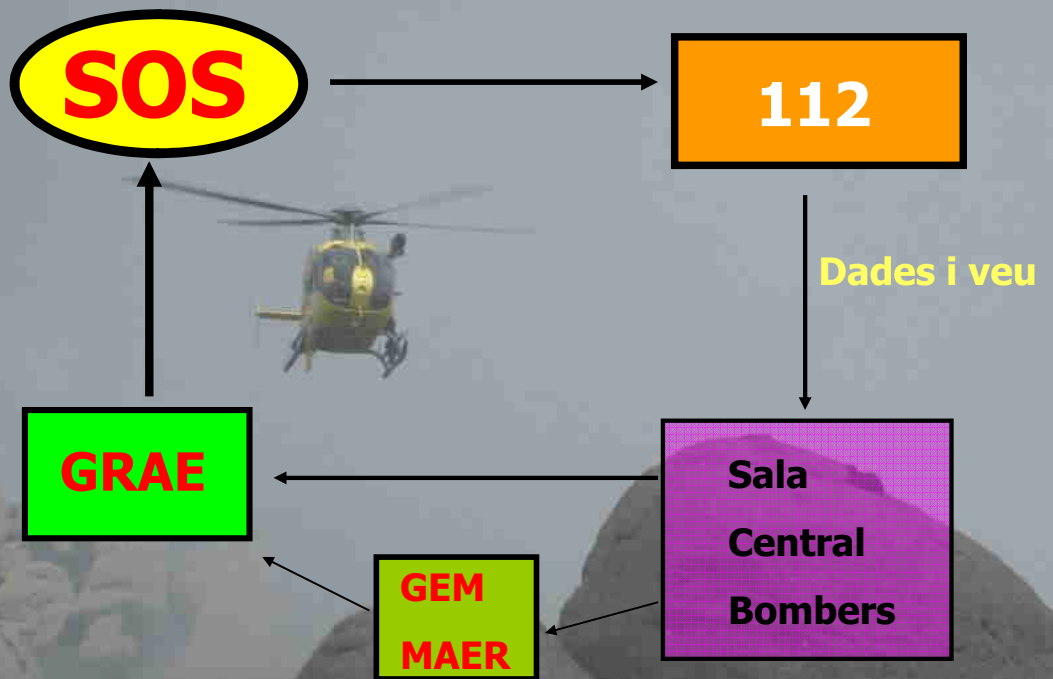 SOS
112
Dades i veu
GRAE
Sala
Central
Bombers
GEM
MAER